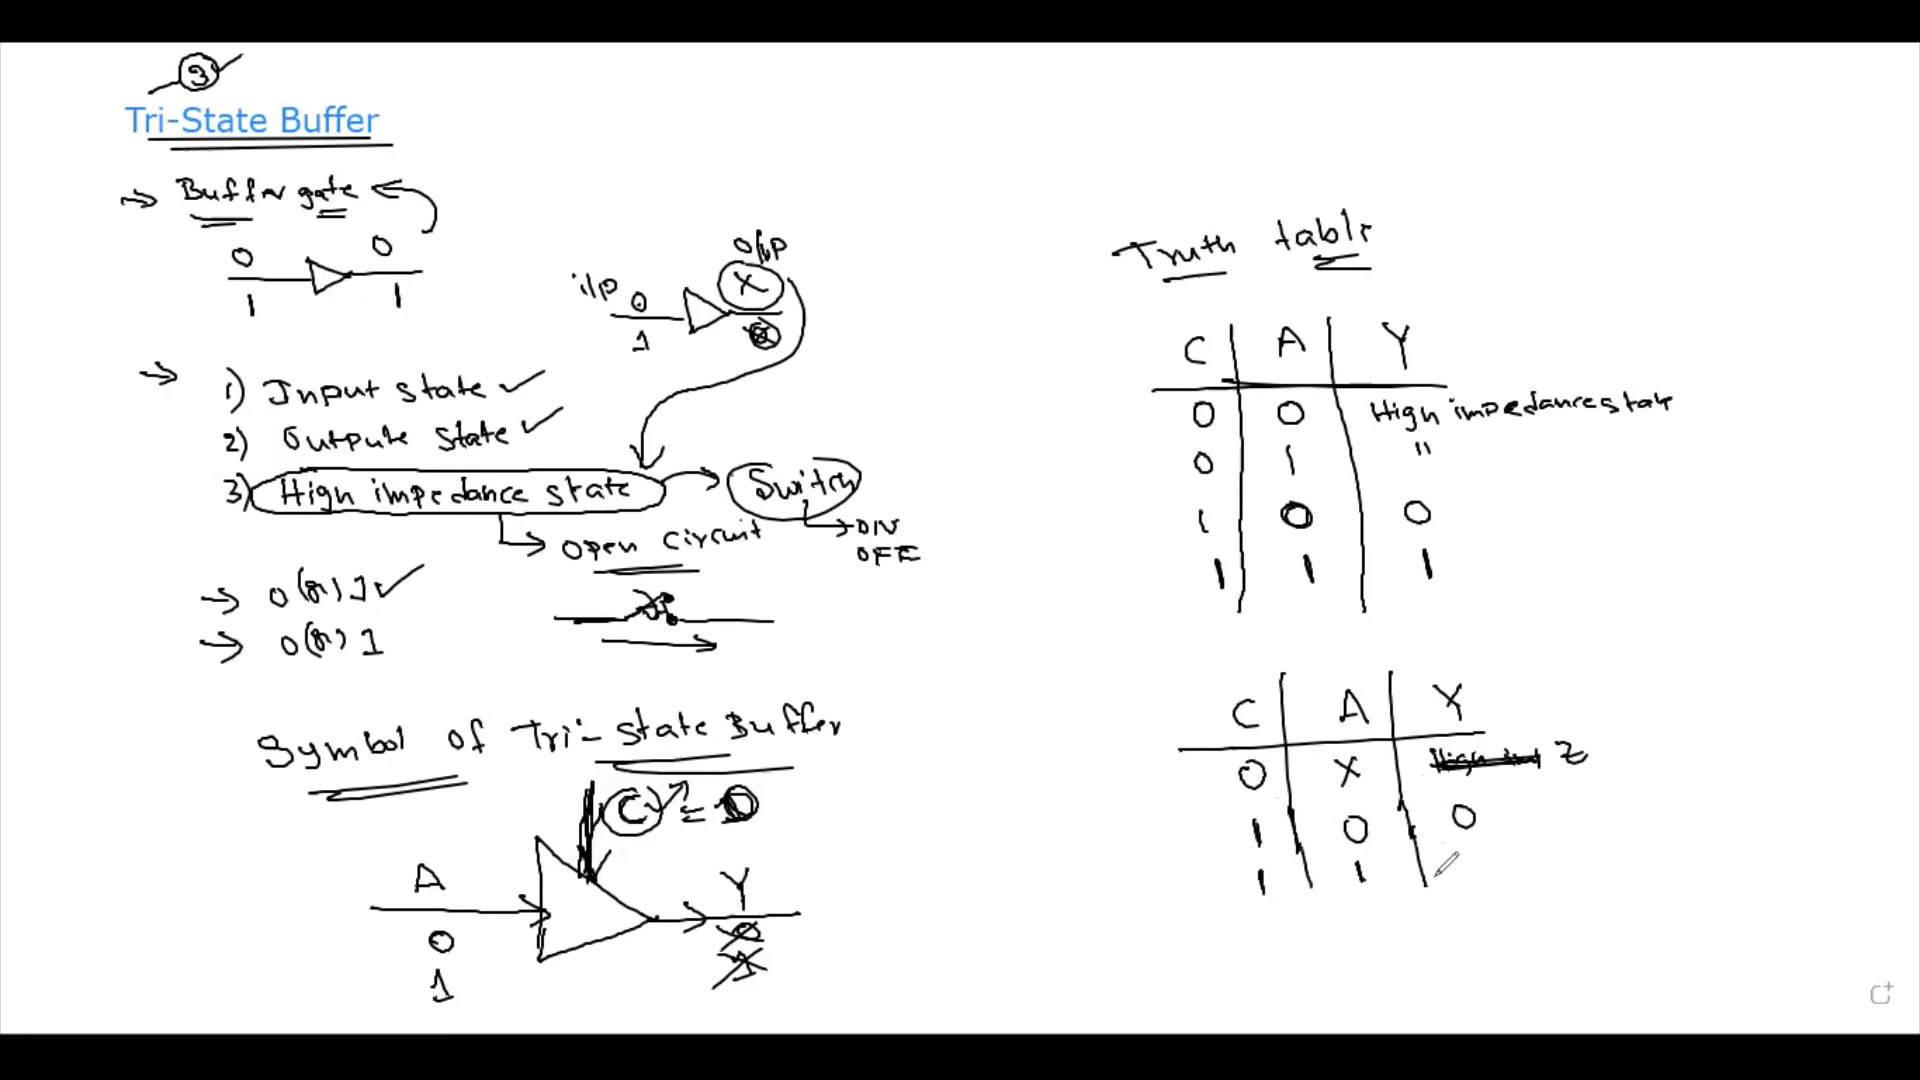 3
Tri-State Buffer
→ Buffer gate
0 0
1 1
i/p 0 X o/p
1
→ 1) Input state ✓
2) Outpute state ✓
3) High impedance state → Switch
→ ON
OFF
→ Open circuit
→ 0 (or) 1 ✓
→ 0 (or) 1
Symbol of Tri-state Buffer
C =
A Y
0 0
1 1
Truth table
C A Y
0 0 High impedance state
0 1 "
1 0 0
1 1 1
C A Y
0 X Z
1 0 0
1 1